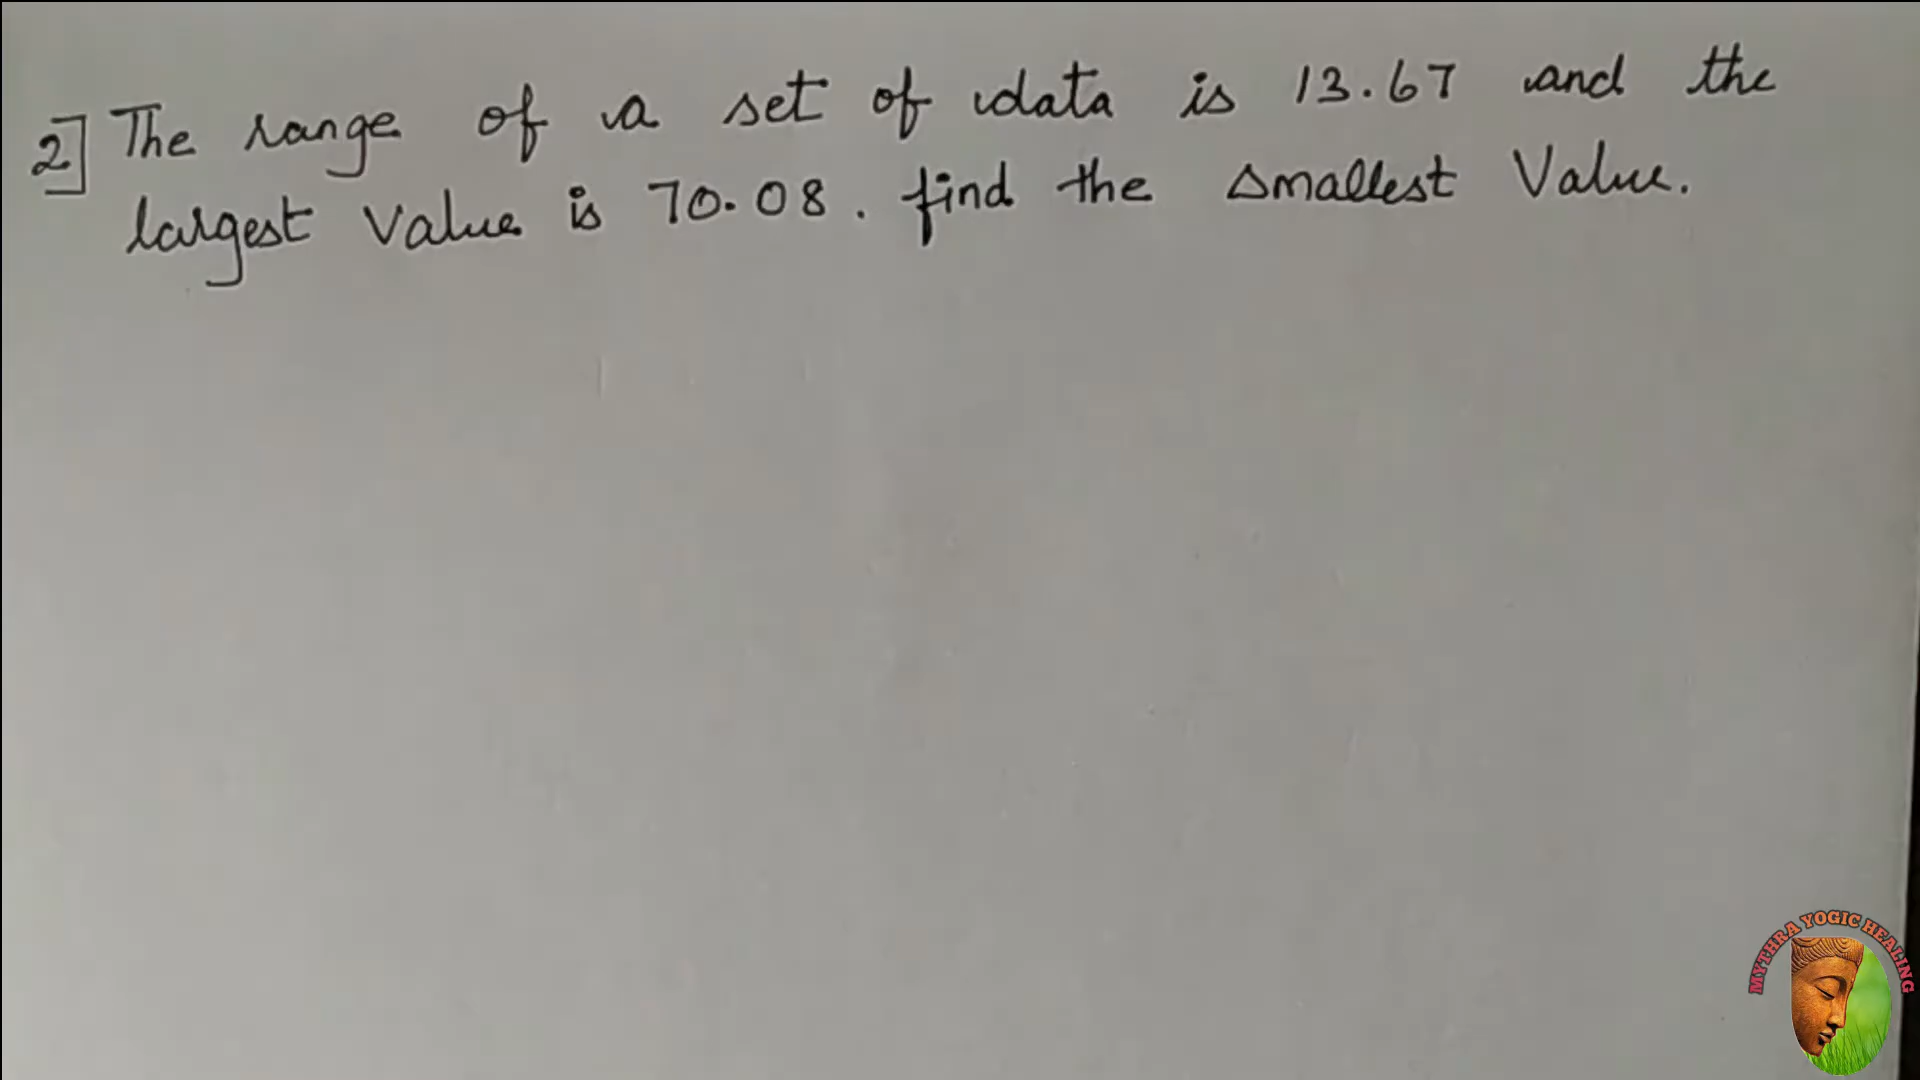 2] The range of a set of data is 13.67 and the
largest Value is 70.08. find the smallest Value.
MYTHRA YOGIC HEALING